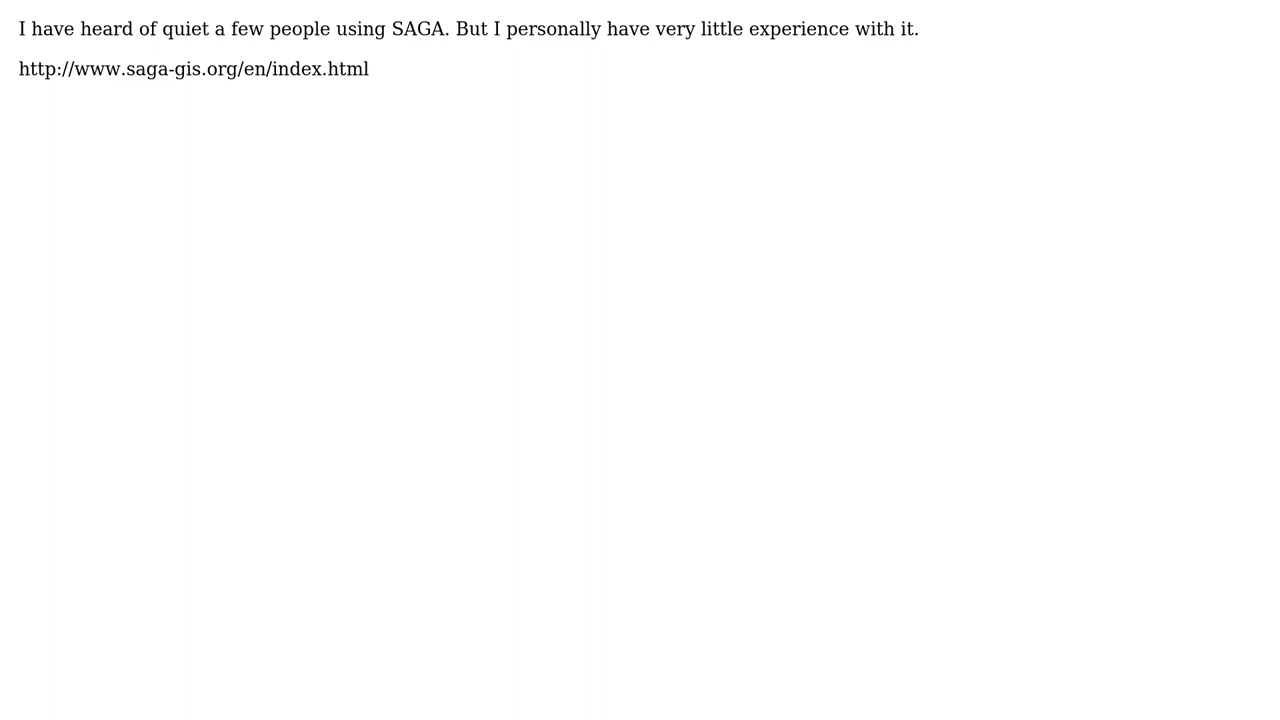 I have heard of quiet a few people using SAGA. But I personally have very little experience with it.
http://www.saga-gis.org/en/index.html